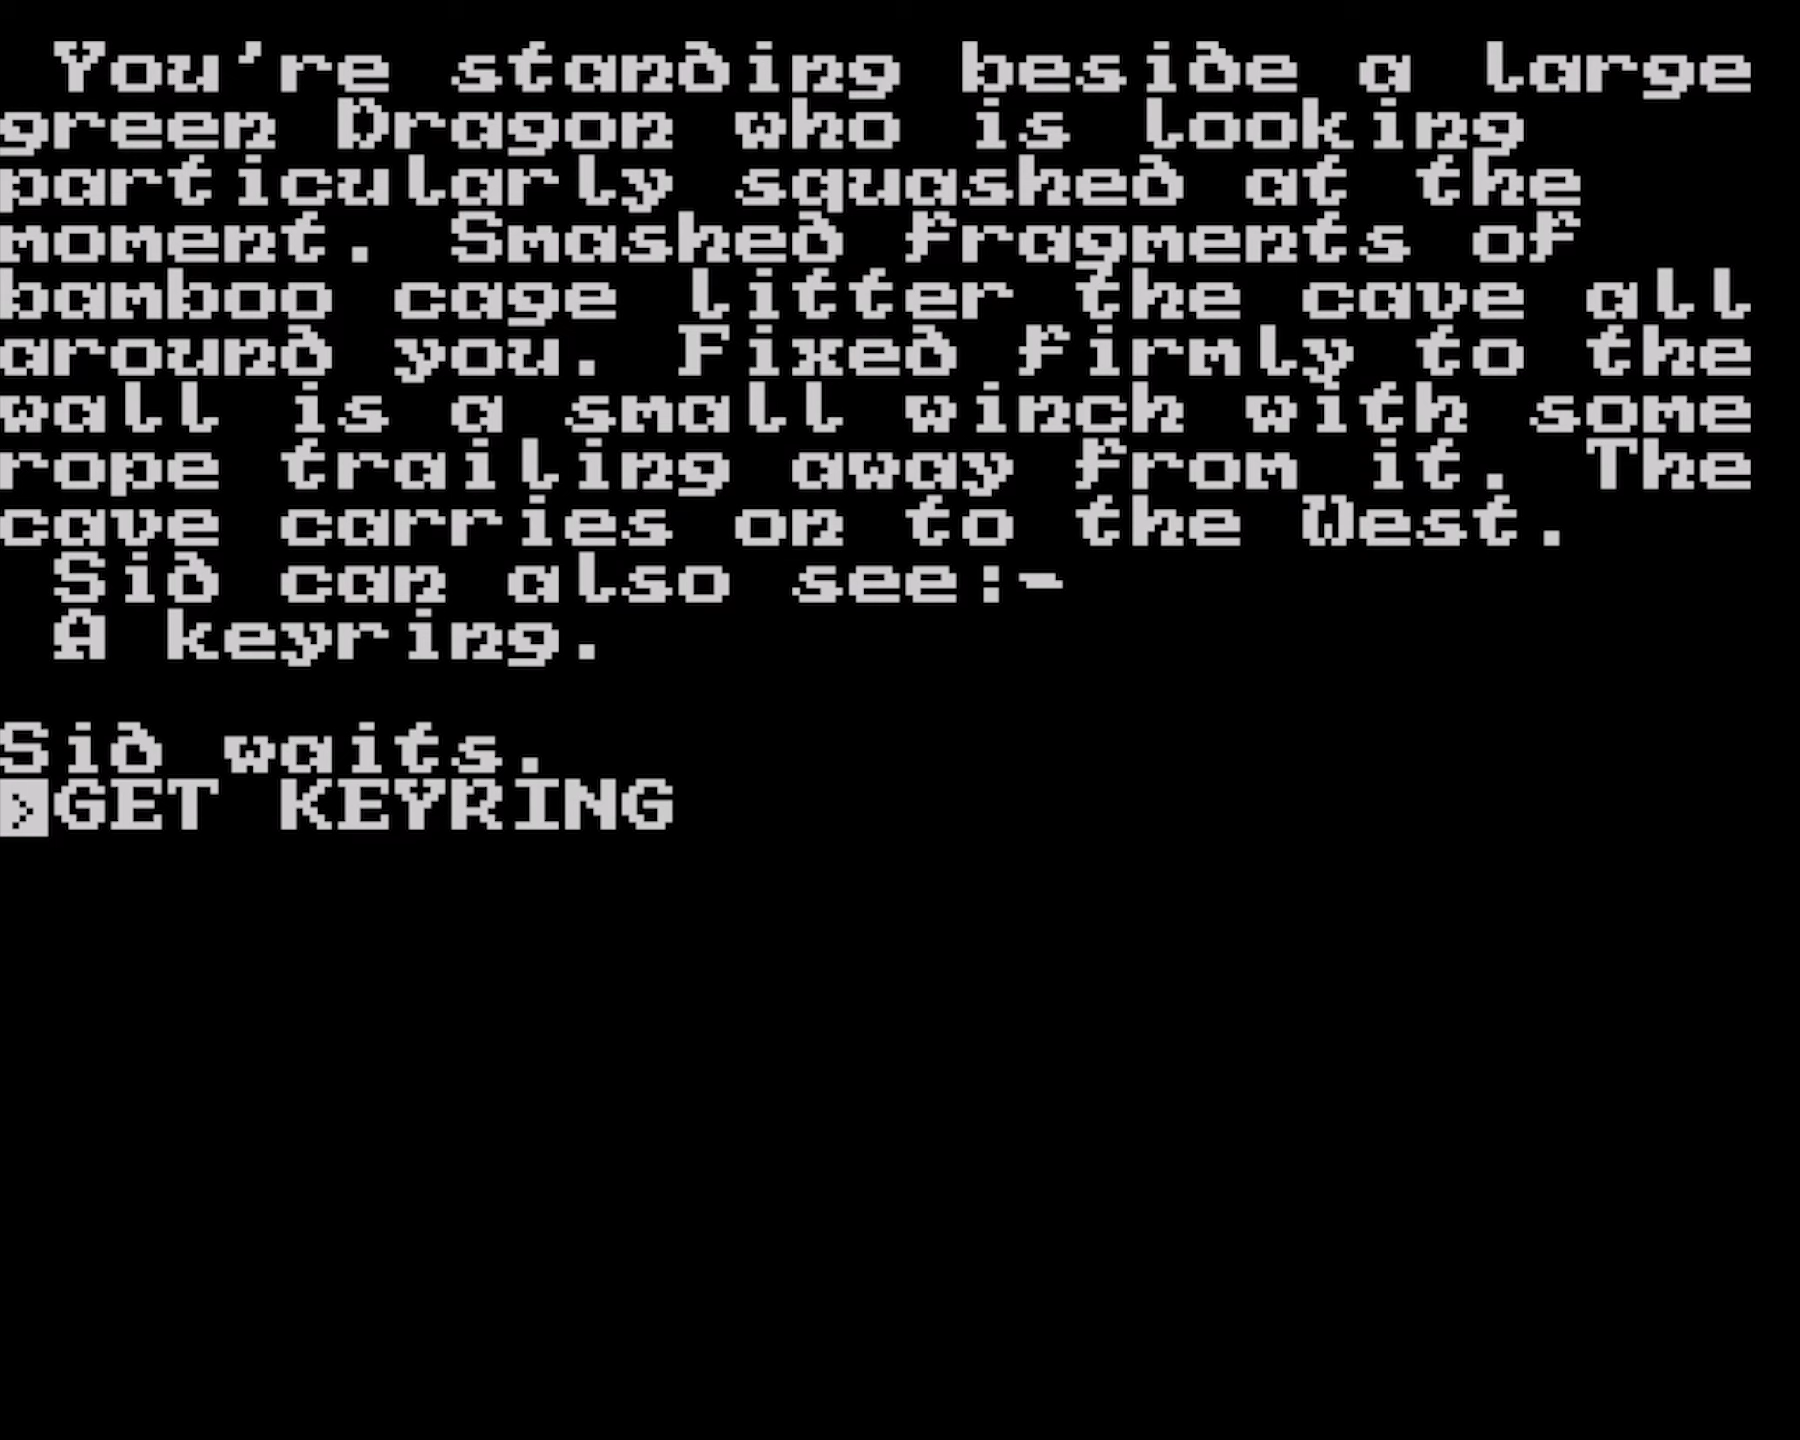 You're standing beside a large
green Dragon who is looking
particularly squashed at the
moment. Smashed fragments of
bamboo cage litter the cave all
around you. Fixed firmly to the
wall is a small winch with some
rope trailing away from it. The
cave carries on to the West.
Sid can also see:-
A keyring.
Sid waits.
>GET KEYRING